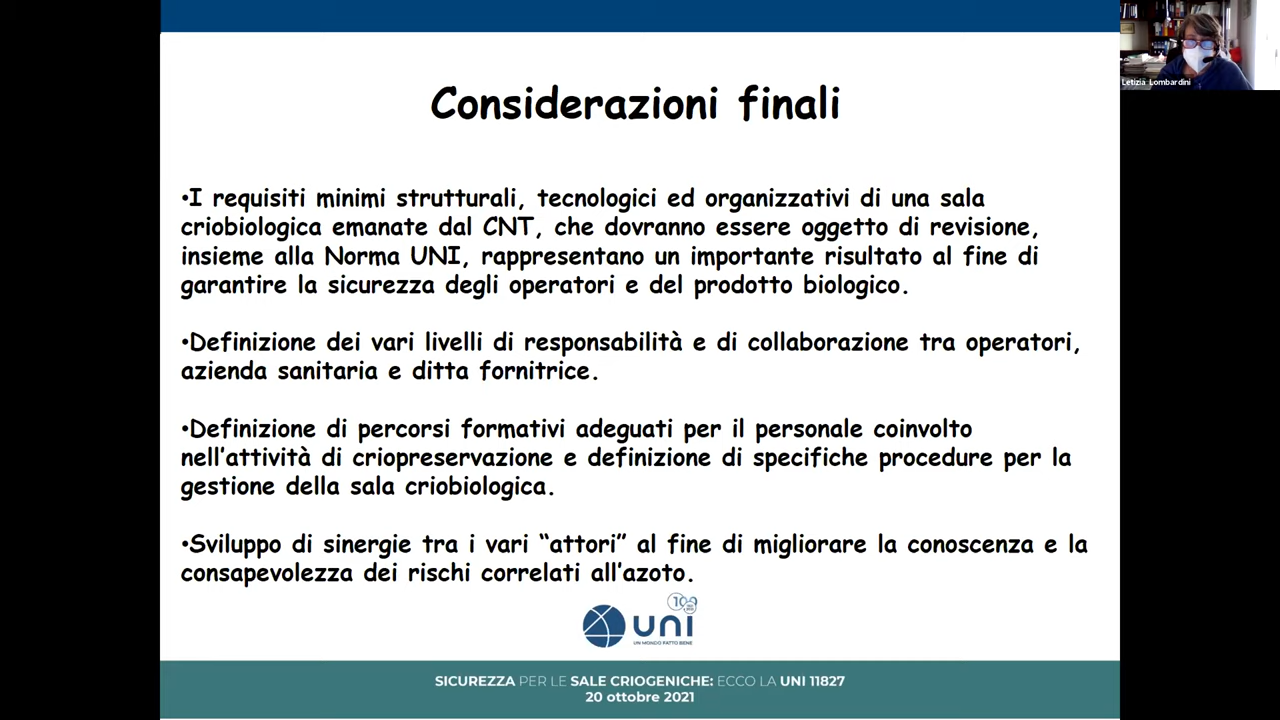 Letizia Lombardini
Considerazioni finali
•I requisiti minimi strutturali, tecnologici ed organizzativi di una sala
criobiologica emanate dal CNT, che dovranno essere oggetto di revisione,
insieme alla Norma UNI, rappresentano un importante risultato al fine di
garantire la sicurezza degli operatori e del prodotto biologico.
•Definizione dei vari livelli di responsabilità e di collaborazione tra operatori,
azienda sanitaria e ditta fornitrice.
•Definizione di percorsi formativi adeguati per il personale coinvolto
nell'attività di criopreservazione e definizione di specifiche procedure per la
gestione della sala criobiologica.
•Sviluppo di sinergie tra i vari “attori” al fine di migliorare la conoscenza e la
consapevolezza dei rischi correlati all'azoto.
100
uni
UN MONDO FATTO BENE
SICUREZZA PER LE SALE CRIOGENICHE: ECCO LA UNI 11827
20 ottobre 2021